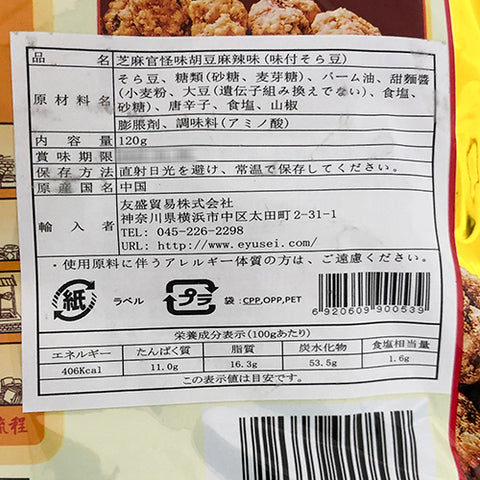 品名 芝麻官怪味胡豆麻辣味(味付そら豆)
原材料名 そら豆、糖類(砂糖、麦芽糖)、パーム油、甜麵醬
(小麦粉、大豆(遺伝子組み換えでない)、食塩、
砂糖)、唐辛子、食塩、山椒
膨脹剤、調味料(アミノ酸)
内容量 120g
賞味期限
保存方法 直射日光を避け、常温で保存してください。
原産国名 中国
輸入者 友盛貿易株式会社
神奈川県横浜市中区太田町2-31-1
TEL: 045-226-2298
URL: http://www.eyusei.com/
・使用原料に伴うアレルギー体質の方は、ご遠慮ください。
紙 ラベル プラ 袋:CPP,OPP,PET
6920609900539
栄養成分表示(100gあたり)
エネルギー たんぱく質 脂質 炭水化物 食塩相当量
406Kcal 11.0g 16.3g 53.5g 1.6g
この表示値は目安です。
流程